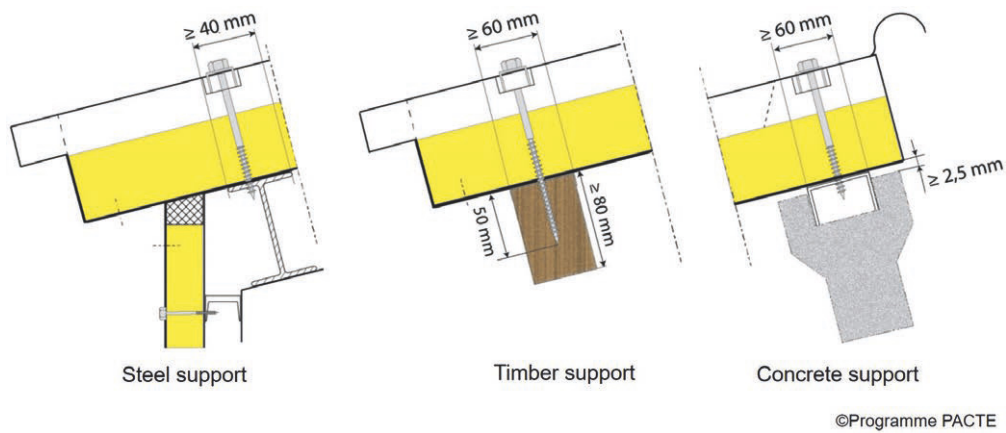 ≥ 40 mm
≥ 60 mm
≥ 60 mm
50 mm
≥ 80 mm
≥ 2,5 mm
Steel support
Timber support
Concrete support
©Programme PACTE